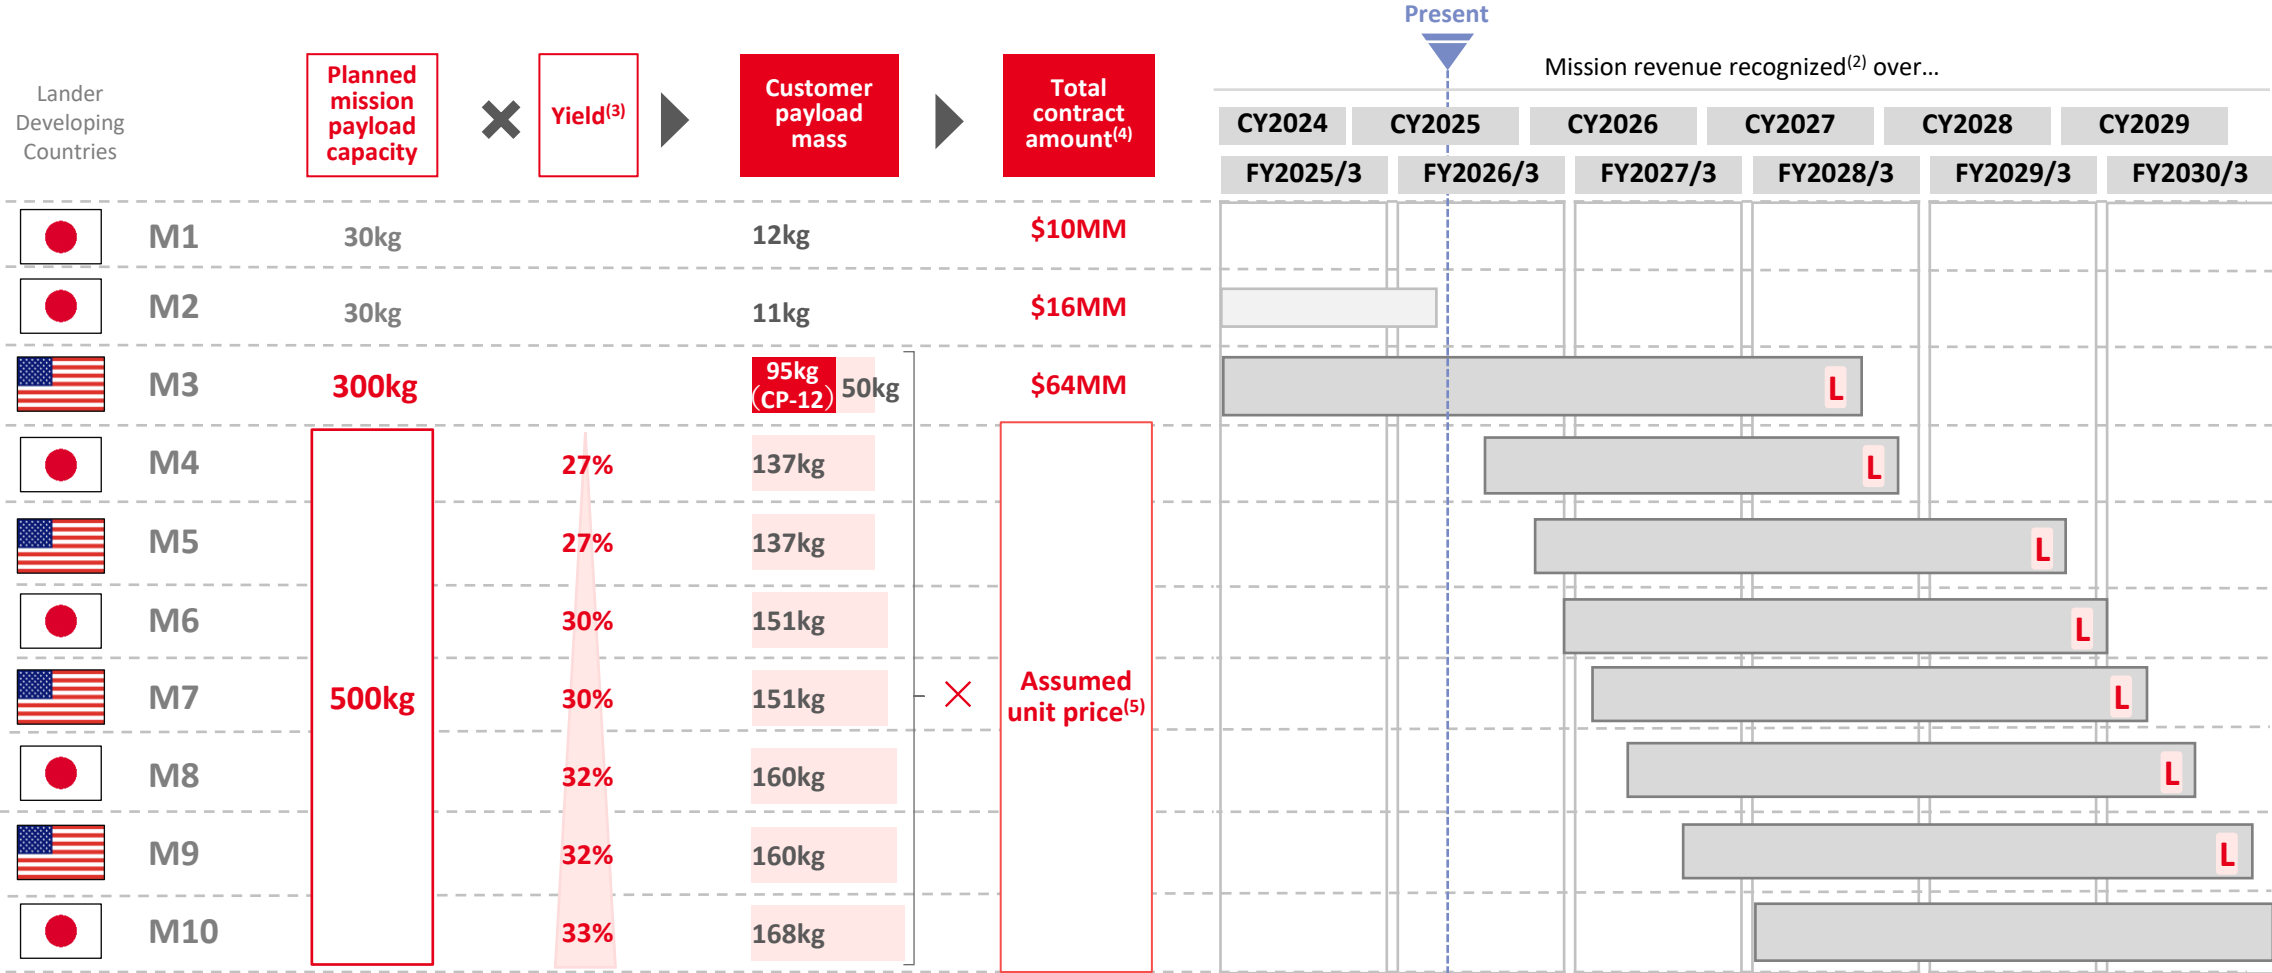 Present
Mission revenue recognized(2) over…
Lander
Developing
Countries
Planned
mission
payload
capacity
Yield(3)
Customer
payload
mass
Total
contract
amount(4)
CY2024 CY2025 CY2026 CY2027 CY2028 CY2029
FY2025/3 FY2026/3 FY2027/3 FY2028/3 FY2029/3 FY2030/3
M1 30kg 12kg $10MM
M2 30kg 11kg $16MM
M3 300kg 95kg (CP-12) 50kg $64MM L
M4 27% 137kg L
M5 27% 137kg L
M6 30% 151kg L
M7 500kg 30% 151kg Assumed unit price(5) L
M8 32% 160kg L
M9 32% 160kg L
M10 33% 168kg